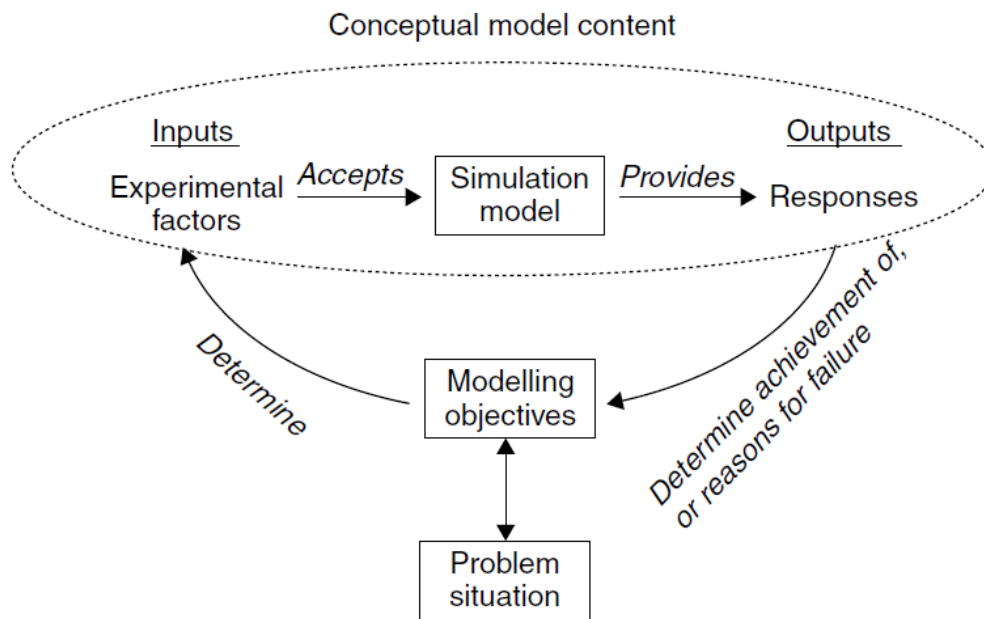 Conceptual model content
Inputs
Outputs
Experimental
factors
Accepts
Simulation
model
Provides
Responses
Determine
Modelling
objectives
Determine achievement of,
or reasons for failure
Problem
situation